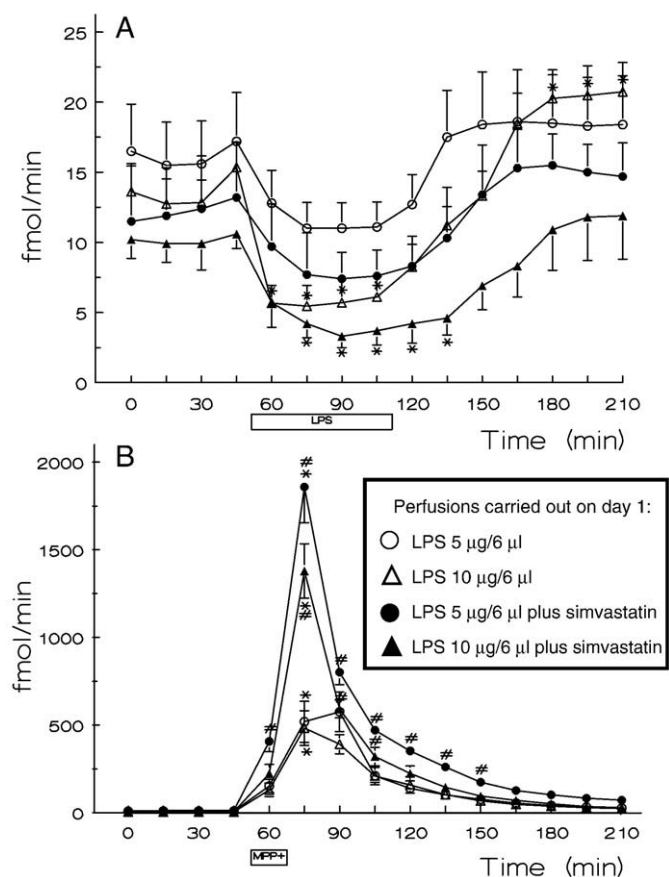 A
25
20
15
10
5
0
fmol/min
0 30 60 90 120 150 180 210
LPS
Time (min)
B
2000
1500
1000
500
0
fmol/min
0 30 60 90 120 150 180 210
MPP+
Time (min)
Perfusions carried out on day 1:
LPS 5 µg/6 µl
LPS 10 µg/6 µl
LPS 5 µg/6 µl plus simvastatin
LPS 10 µg/6 µl plus simvastatin